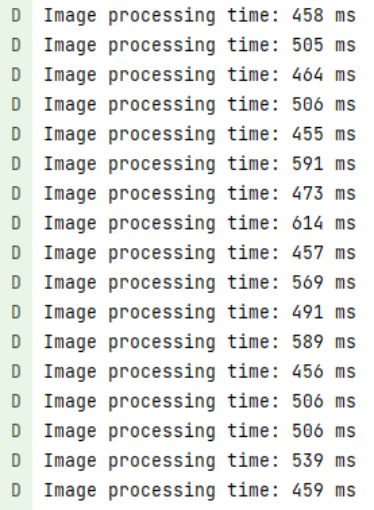 D Image processing time: 458 ms
D Image processing time: 505 ms
D Image processing time: 464 ms
D Image processing time: 506 ms
D Image processing time: 455 ms
D Image processing time: 591 ms
D Image processing time: 473 ms
D Image processing time: 614 ms
D Image processing time: 457 ms
D Image processing time: 569 ms
D Image processing time: 491 ms
D Image processing time: 589 ms
D Image processing time: 456 ms
D Image processing time: 506 ms
D Image processing time: 506 ms
D Image processing time: 539 ms
D Image processing time: 459 ms